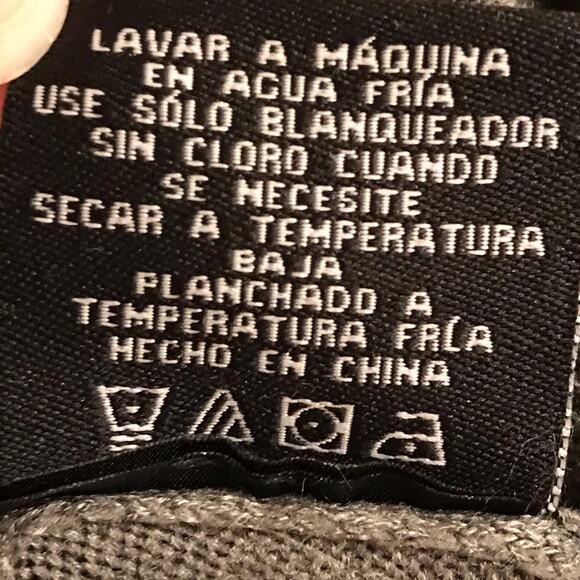 LAVAR A MÁQUINA
EN AGUA FRÍA
USE SÓLO BLANQUEADOR
SIN CLORO CUANDO
SE NECESITE
SECAR A TEMPERATURA
BAJA
PLANCHADO A
TEMPERATURA FRÍA
HECHO EN CHINA